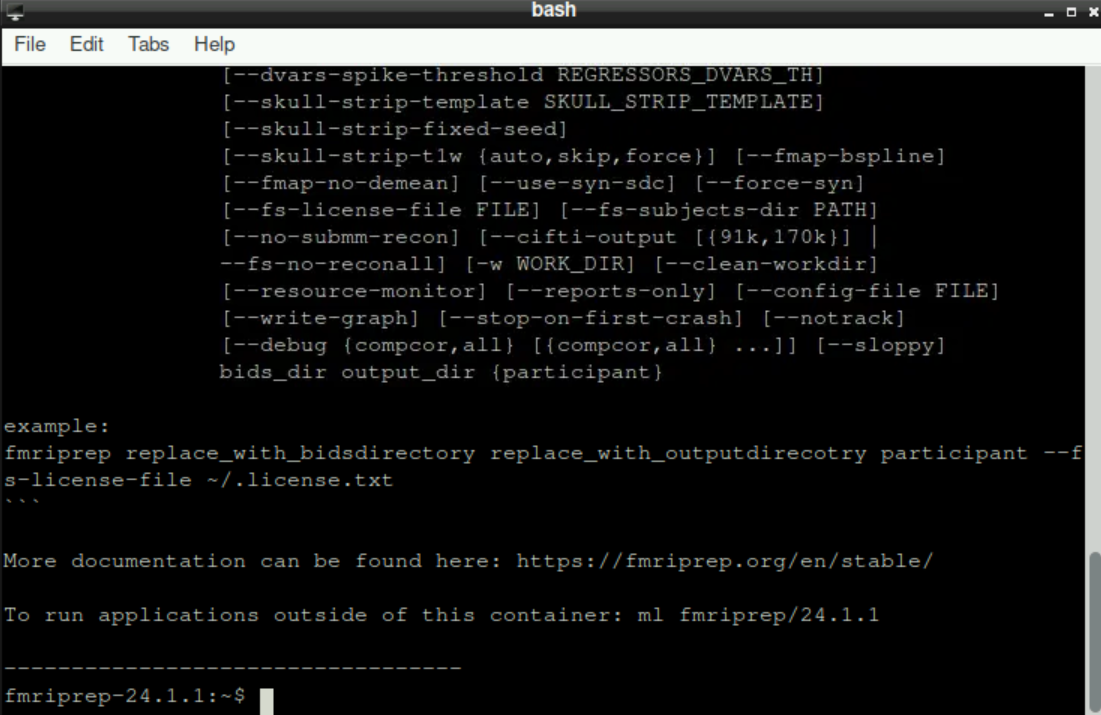 bash
File Edit Tabs Help
[--dvars-spike-threshold REGRESSORS_DVARS_TH]
[--skull-strip-template SKULL_STRIP_TEMPLATE]
[--skull-strip-fixed-seed]
[--skull-strip-t1w {auto,skip,force}] [--fmap-bspline]
[--fmap-no-demean] [--use-syn-sdc] [--force-syn]
[--fs-license-file FILE] [--fs-subjects-dir PATH]
[--no-submm-recon] [--cifti-output [{91k,170k}] |
--fs-no-reconall] [-w WORK_DIR] [--clean-workdir]
[--resource-monitor] [--reports-only] [--config-file FILE]
[--write-graph] [--stop-on-first-crash] [--notrack]
[--debug {compcor,all} [{compcor,all} ...]] [--sloppy]
bids_dir output_dir {participant}
example:
fmriprep replace_with_bidsdirectory replace_with_outputdirecotry participant --f
s-license-file ~/.license.txt
```
More documentation can be found here: https://fmriprep.org/en/stable/
To run applications outside of this container: ml fmriprep/24.1.1
----------------------------------
fmriprep-24.1.1:~$